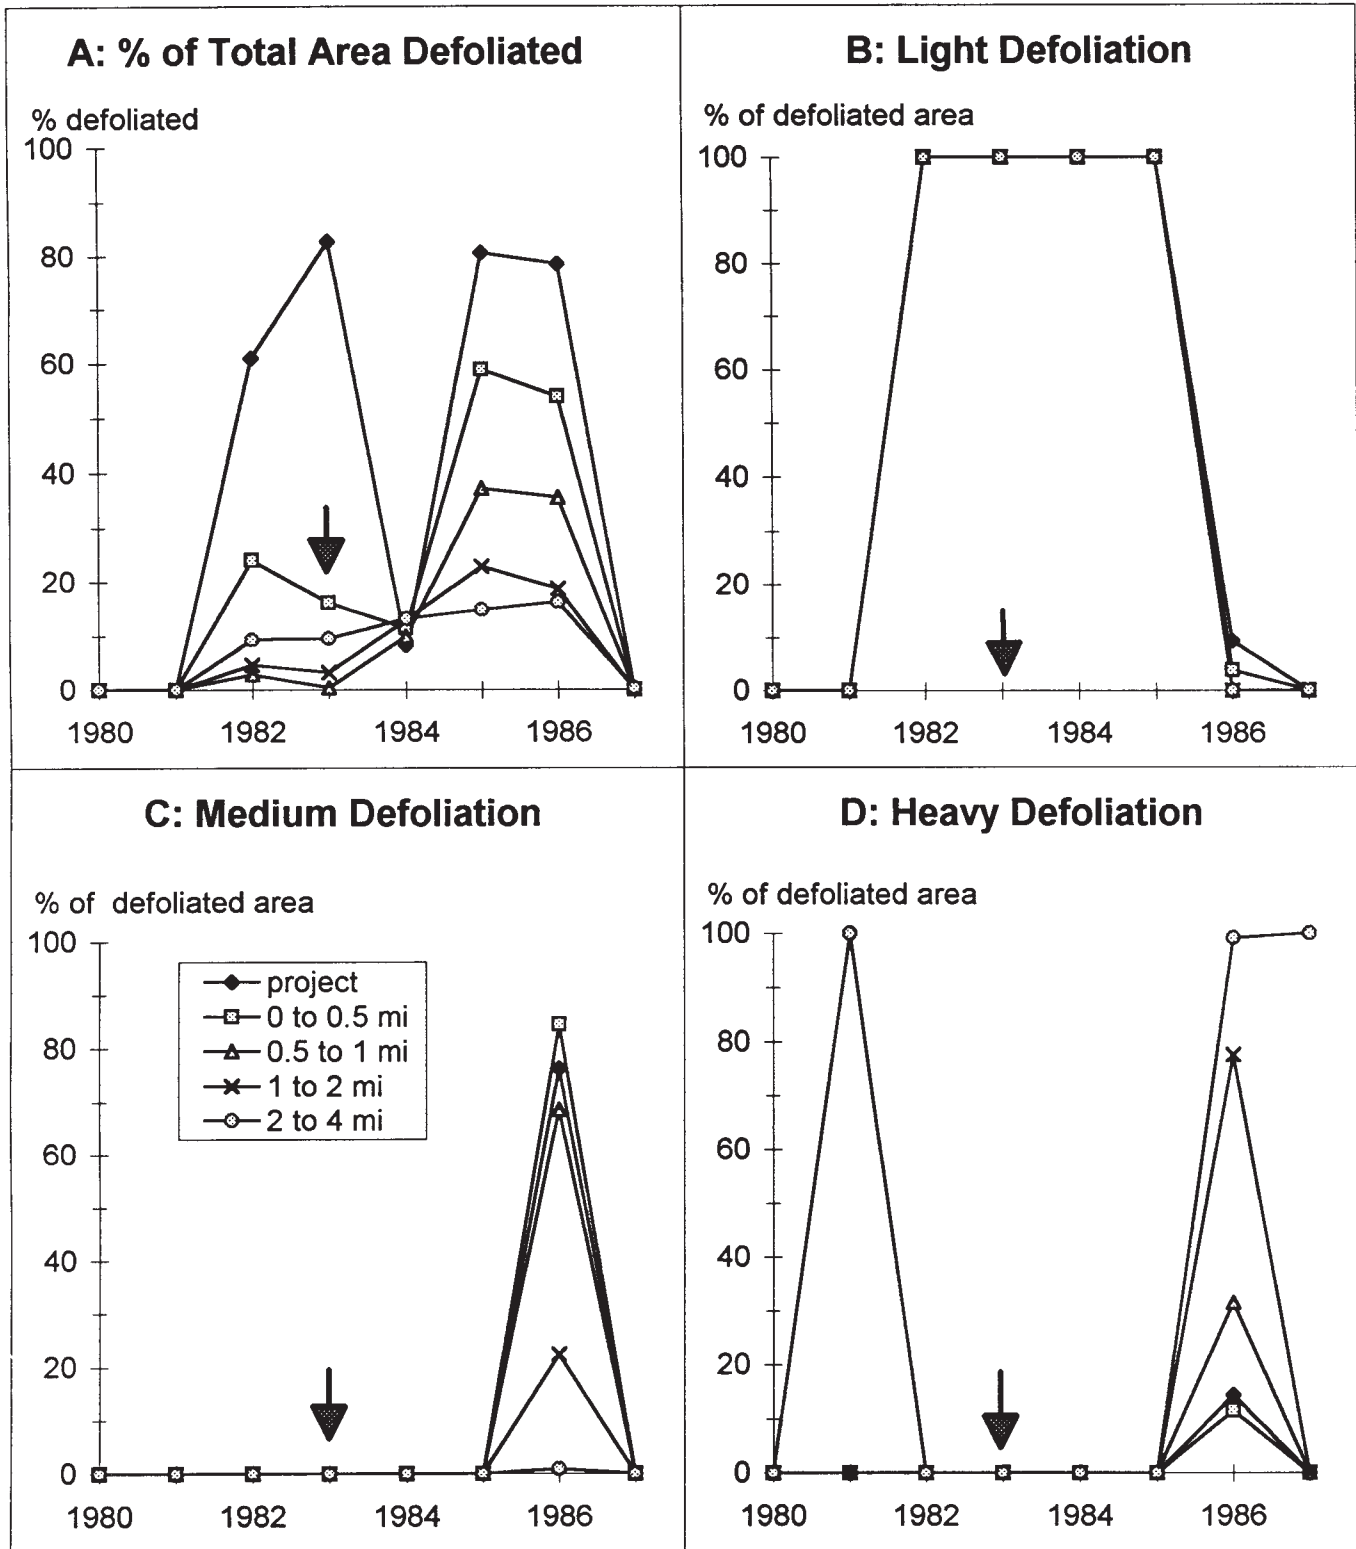 A: % of Total Area Defoliated
% defoliated
100
80
60
40
20
0
1980 1982 1984 1986
B: Light Defoliation
% of defoliated area
100
80
60
40
20
0
1980 1982 1984 1986
C: Medium Defoliation
% of defoliated area
100
80
60
40
20
0
project
0 to 0.5 mi
0.5 to 1 mi
1 to 2 mi
2 to 4 mi
1980 1982 1984 1986
D: Heavy Defoliation
% of defoliated area
100
80
60
40
20
0
1980 1982 1984 1986